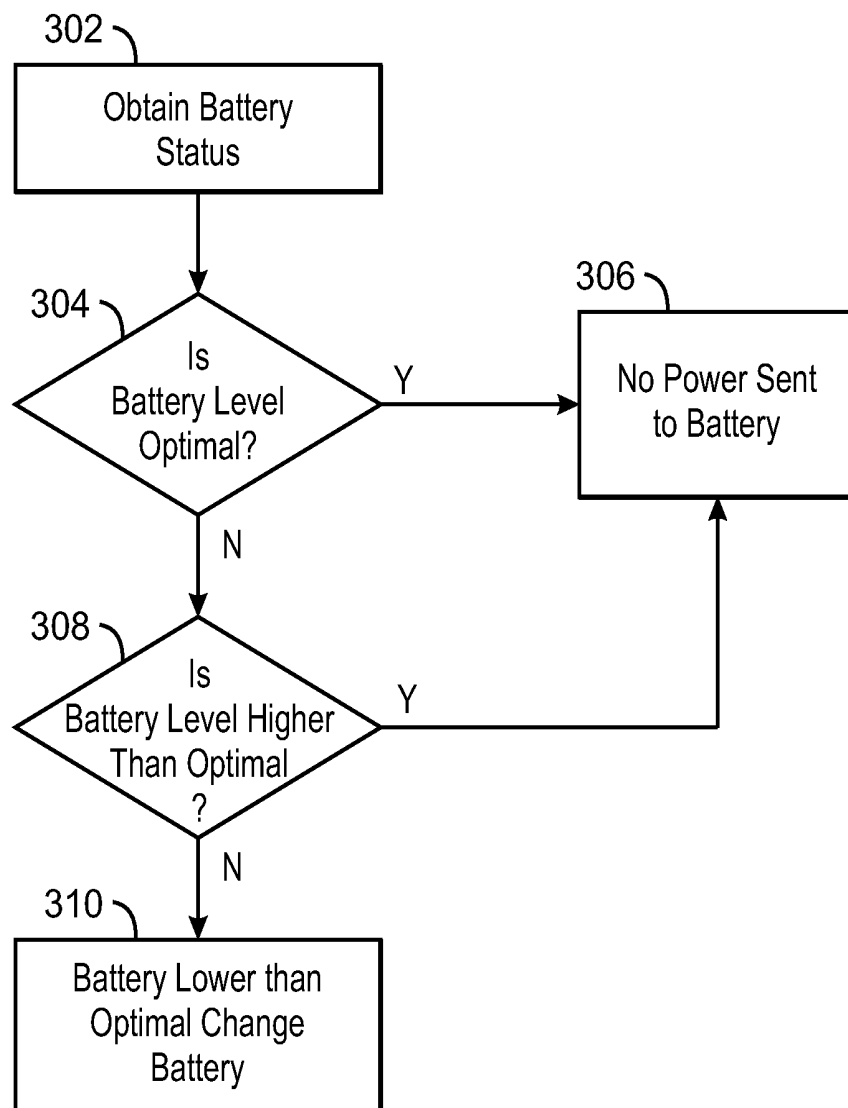 302
Obtain Battery
Status
304
Is
Battery Level
Optimal?
Y
306
No Power Sent
to Battery
N
308
Is
Battery Level Higher
Than Optimal
?
Y
N
310
Battery Lower than
Optimal Change
Battery